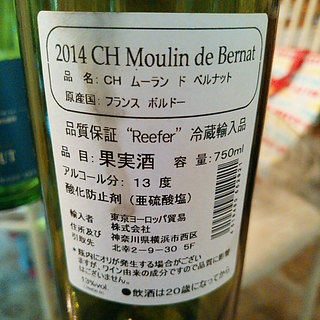 2014 CH Moulin de Bernat
品 名: CH ムーラン ド ベルナット
原産国: フランス ボルドー
品質保証 “Reefer” 冷蔵輸入品
品 目: 果実酒 容 量: 750ml
アルコール分: 13 度
酸化防止剤（亜硫酸塩）
輸入者 東京ヨーロッパ貿易
住所及び 株式会社
引取先 神奈川県横浜市西区
北幸2-9-30 5F
*瓶内にオリが発生する場合がござい
ますが、ワイン由来の成分ですので品質に影響
はございません。
13%vol.
●飲酒は20歳になってから